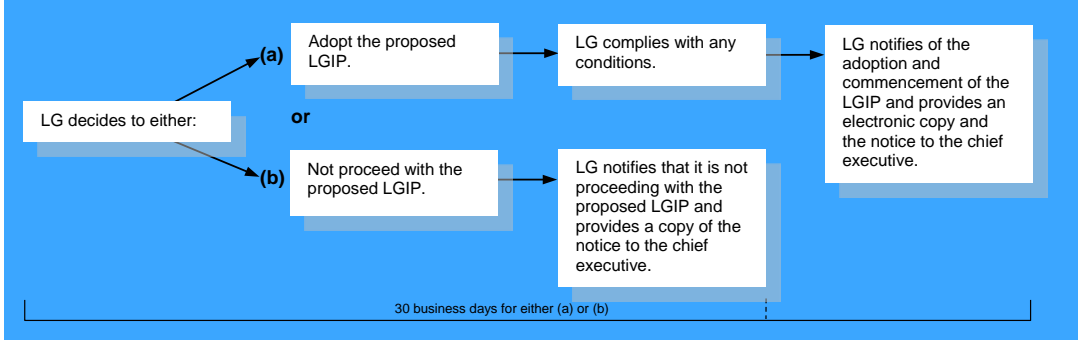 LG decides to either:
(a)
Adopt the proposed
LGIP.
LG complies with any
conditions.
LG notifies of the
adoption and
commencement of the
LGIP and provides an
electronic copy and
the notice to the chief
executive.
or
(b)
Not proceed with the
proposed LGIP.
LG notifies that it is not
proceeding with the
proposed LGIP and
provides a copy of the
notice to the chief
executive.
30 business days for either (a) or (b)